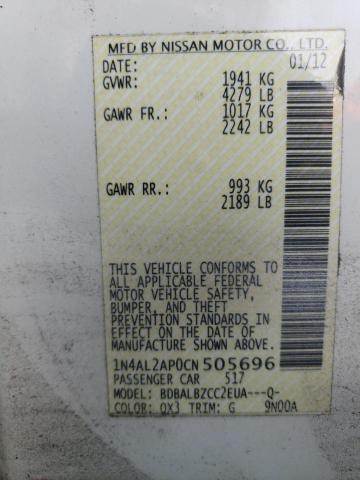 MFD BY NISSAN MOTOR CO., LTD.
DATE: 01/12
GVWR: 1941 KG
4279 LB
GAWR FR.: 1017 KG
2242 LB
GAWR RR.: 993 KG
2189 LB
THIS VEHICLE CONFORMS TO
ALL APPLICABLE FEDERAL
MOTOR VEHICLE SAFETY,
BUMPER, AND THEFT
PREVENTION STANDARDS IN
EFFECT ON THE DATE OF
MANUFACTURE SHOWN ABOVE.
1N4AL2AP0CN505696
PASSENGER CAR 517
MODEL: BDBALBZCC2EUA---Q-
COLOR: QX3 TRIM: G 9N00A